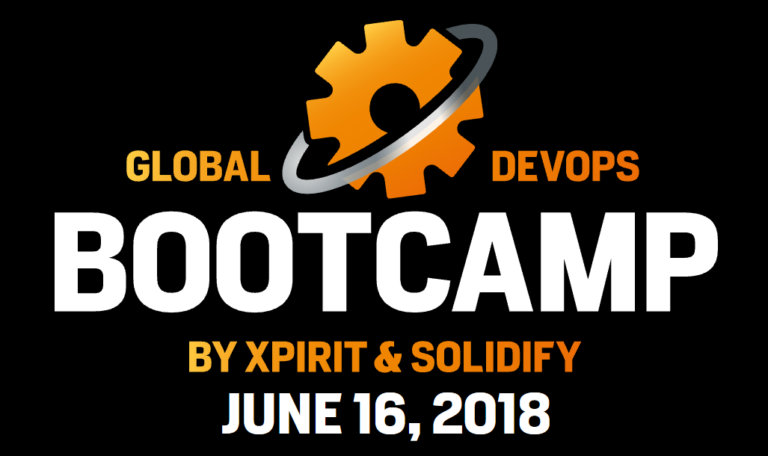 GLOBAL DEVOPS
BOOTCAMP
BY XPIRIT & SOLIDIFY
JUNE 16, 2018